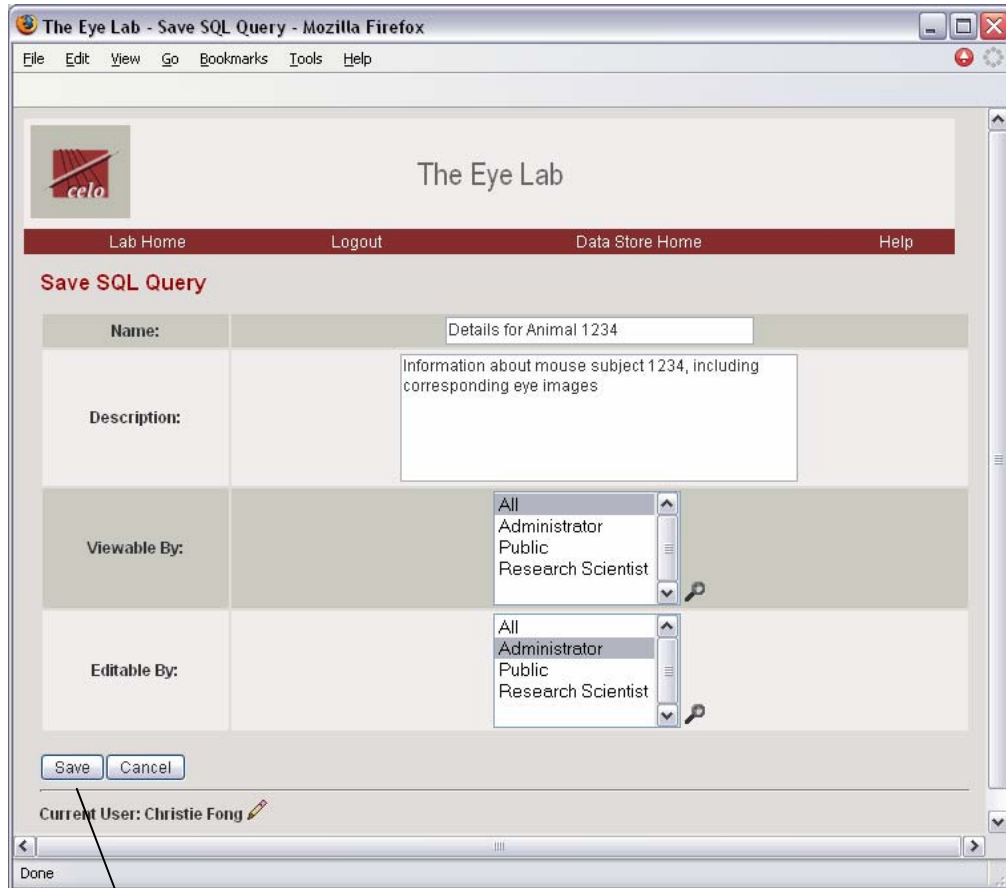 The Eye Lab - Save SQL Query - Mozilla Firefox
File Edit View Go Bookmarks Tools Help
celo
The Eye Lab
Lab Home Logout Data Store Home Help
Save SQL Query
Name: Details for Animal 1234
Description:
Information about mouse subject 1234, including
corresponding eye images
Viewable By:
All
Administrator
Public
Research Scientist
Editable By:
All
Administrator
Public
Research Scientist
Save Cancel
Current User: Christie Fong
Done